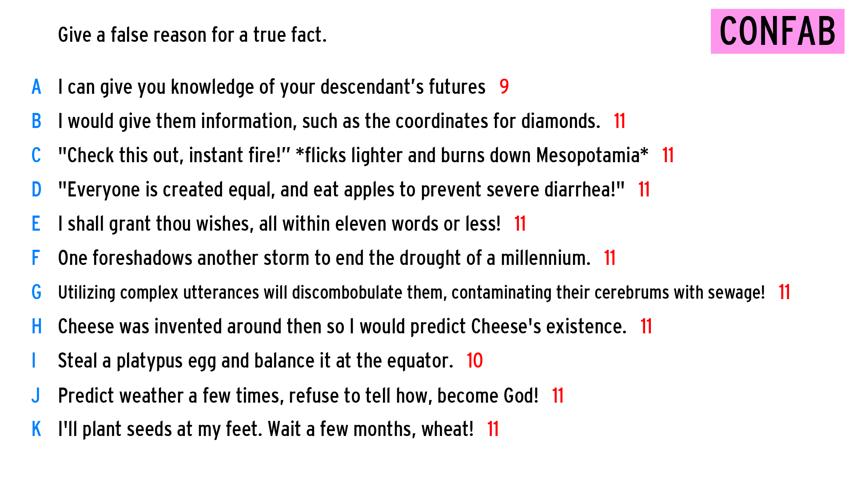 Give a false reason for a true fact.
CONFAB
A I can give you knowledge of your descendant's futures 9
B I would give them information, such as the coordinates for diamonds. 11
C "Check this out, instant fire!" *flicks lighter and burns down Mesopotamia* 11
D "Everyone is created equal, and eat apples to prevent severe diarrhea!" 11
E I shall grant thou wishes, all within eleven words or less! 11
F One foreshadows another storm to end the drought of a millennium. 11
G Utilizing complex utterances will discombobulate them, contaminating their cerebrums with sewage! 11
H Cheese was invented around then so I would predict Cheese's existence. 11
I Steal a platypus egg and balance it at the equator. 10
J Predict weather a few times, refuse to tell how, become God! 11
K I'll plant seeds at my feet. Wait a few months, wheat! 11